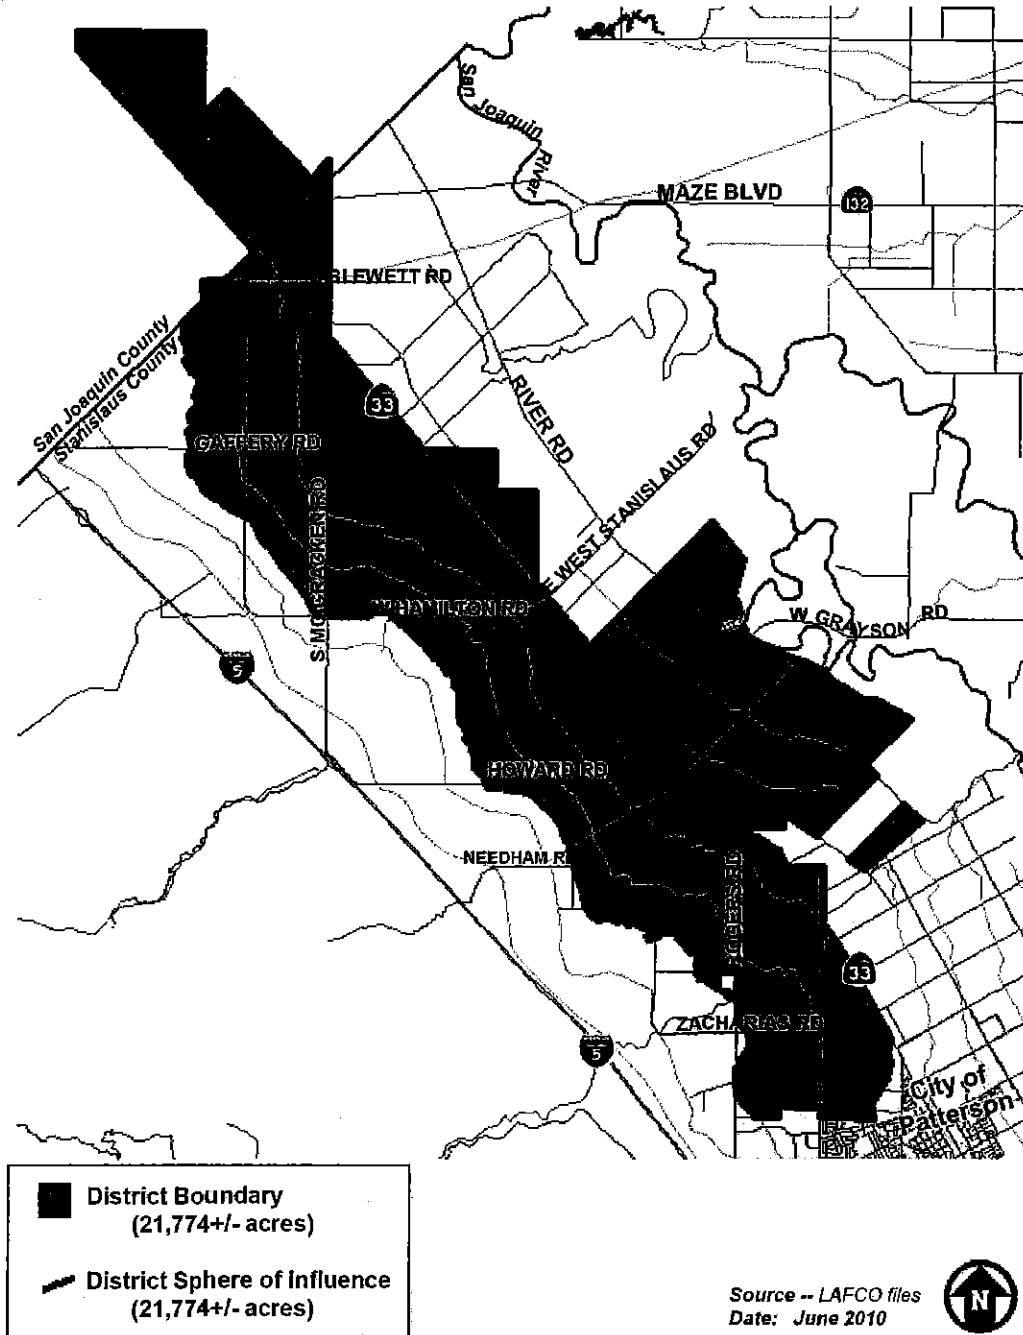 San
Joaquin
River
MAZE BLVD
132
BLEWETT RD
San Joaquin County
Stanislaus County
33
RIVER RD
GAFFERY RD
E WEST STANISLAUS RD
S MCCRACKEN RD
W HAMILTON RD
W GRAYSON RD
5
HOWARD RD
NEEDHAM RD
ROGERS RD
33
ZACHARIAS RD
5
City of
Patterson
District Boundary
(21,774+/- acres)
District Sphere of Influence
(21,774+/- acres)
Source -- LAFCO files
Date: June 2010
N